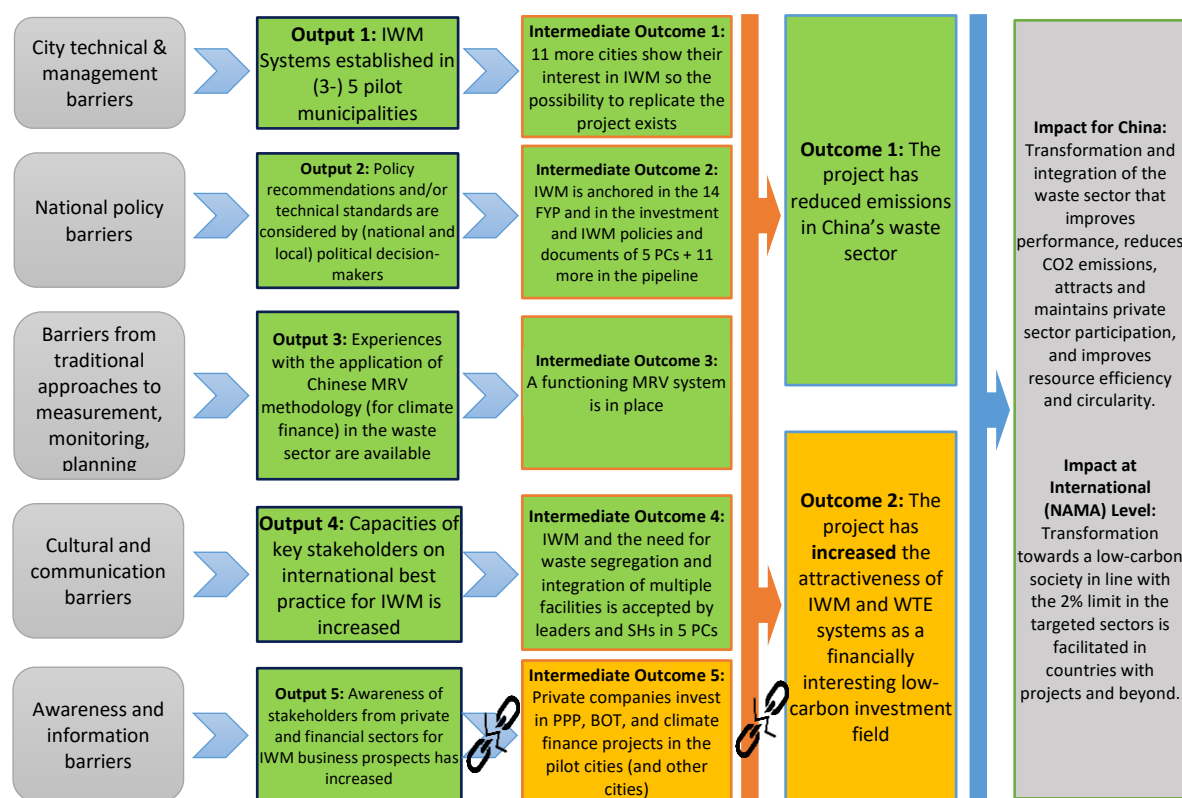 City technical &
management
barriers
Output 1: IWM
Systems established in
(3-) 5 pilot
municipalities
Intermediate Outcome 1:
11 more cities show their
interest in IWM so the
possibility to replicate the
project exists
National policy
barriers
Output 2: Policy
recommendations and/or
technical standards are
considered by (national and
local) political decision-
makers
Intermediate Outcome 2:
IWM is anchored in the 14
FYP and in the investment
and IWM policies and
documents of 5 PCs + 11
more in the pipeline
Barriers from
traditional
approaches to
measurement,
monitoring,
planning
Output 3: Experiences
with the application of
Chinese MRV
methodology (for climate
finance) in the waste
sector are available
Intermediate Outcome 3:
A functioning MRV system
is in place
Cultural and
communication
barriers
Output 4: Capacities of
key stakeholders on
international best
practice for IWM is
increased
Intermediate Outcome 4:
IWM and the need for
waste segregation and
integration of multiple
facilities is accepted by
leaders and SHs in 5 PCs
Awareness and
information
barriers
Output 5: Awareness of
stakeholders from private
and financial sectors for
IWM business prospects has
increased
Intermediate Outcome 5:
Private companies invest
in PPP, BOT, and climate
finance projects in the
pilot cities (and other
cities)
Outcome 1: The
project has
reduced emissions
in China's waste
sector
Outcome 2: The
project has
increased the
attractiveness of
IWM and WTE
systems as a
financially
interesting low-
carbon investment
field
Impact for China:
Transformation and
integration of the
waste sector that
improves
performance, reduces
CO2 emissions,
attracts and
maintains private
sector participation,
and improves
resource efficiency
and circularity.
Impact at
International
(NAMA) Level:
Transformation
towards a low-carbon
society in line with
the 2% limit in the
targeted sectors is
facilitated in
countries with
projects and beyond.